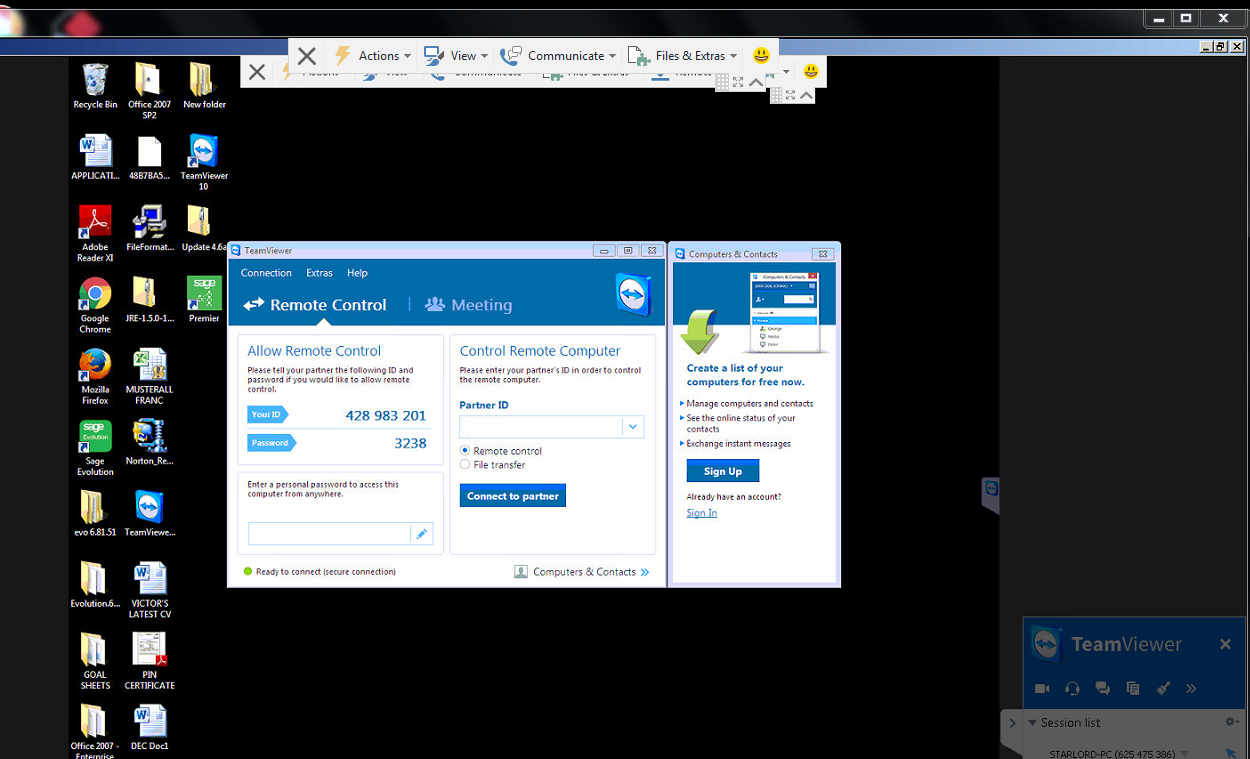 Actions
View
Communicate
Files & Extras
Recycle Bin
Office 2007
SP2
New folder
APPLICATI...
48B7BA5...
TeamViewer
10
Adobe
Reader XI
FileFormat...
Update 4.6a
Google
Chrome
JRE-1.5.0-1...
Premier
Mozilla
Firefox
MUSTERALL
FRANC
Sage
Evolution
Norton_Re...
evo 6.81.51
TeamViewe...
Evolution.6...
VICTOR'S
LATEST CV
GOAL
SHEETS
PIN
CERTIFICATE
Office 2007 -
Enterprise
DEC Doc1
TeamViewer
Connection Extras Help
Remote Control
Meeting
Allow Remote Control
Please tell your partner the following ID and
password if you would like to allow remote
control.
Your ID 428 983 201
Password 3238
Enter a personal password to access this
computer from anywhere.
Ready to connect (secure connection)
Control Remote Computer
Please enter your partner's ID in order to control
the remote computer.
Partner ID
Remote control
File transfer
Connect to partner
Computers & Contacts
Computers & Contacts
Create a list of your
computers for free now.
Manage computers and contacts
See the online status of your
contacts
Exchange instant messages
Sign Up
Already have an account?
Sign In
TeamViewer
Session list
STARLORD-PC (625 475 386)